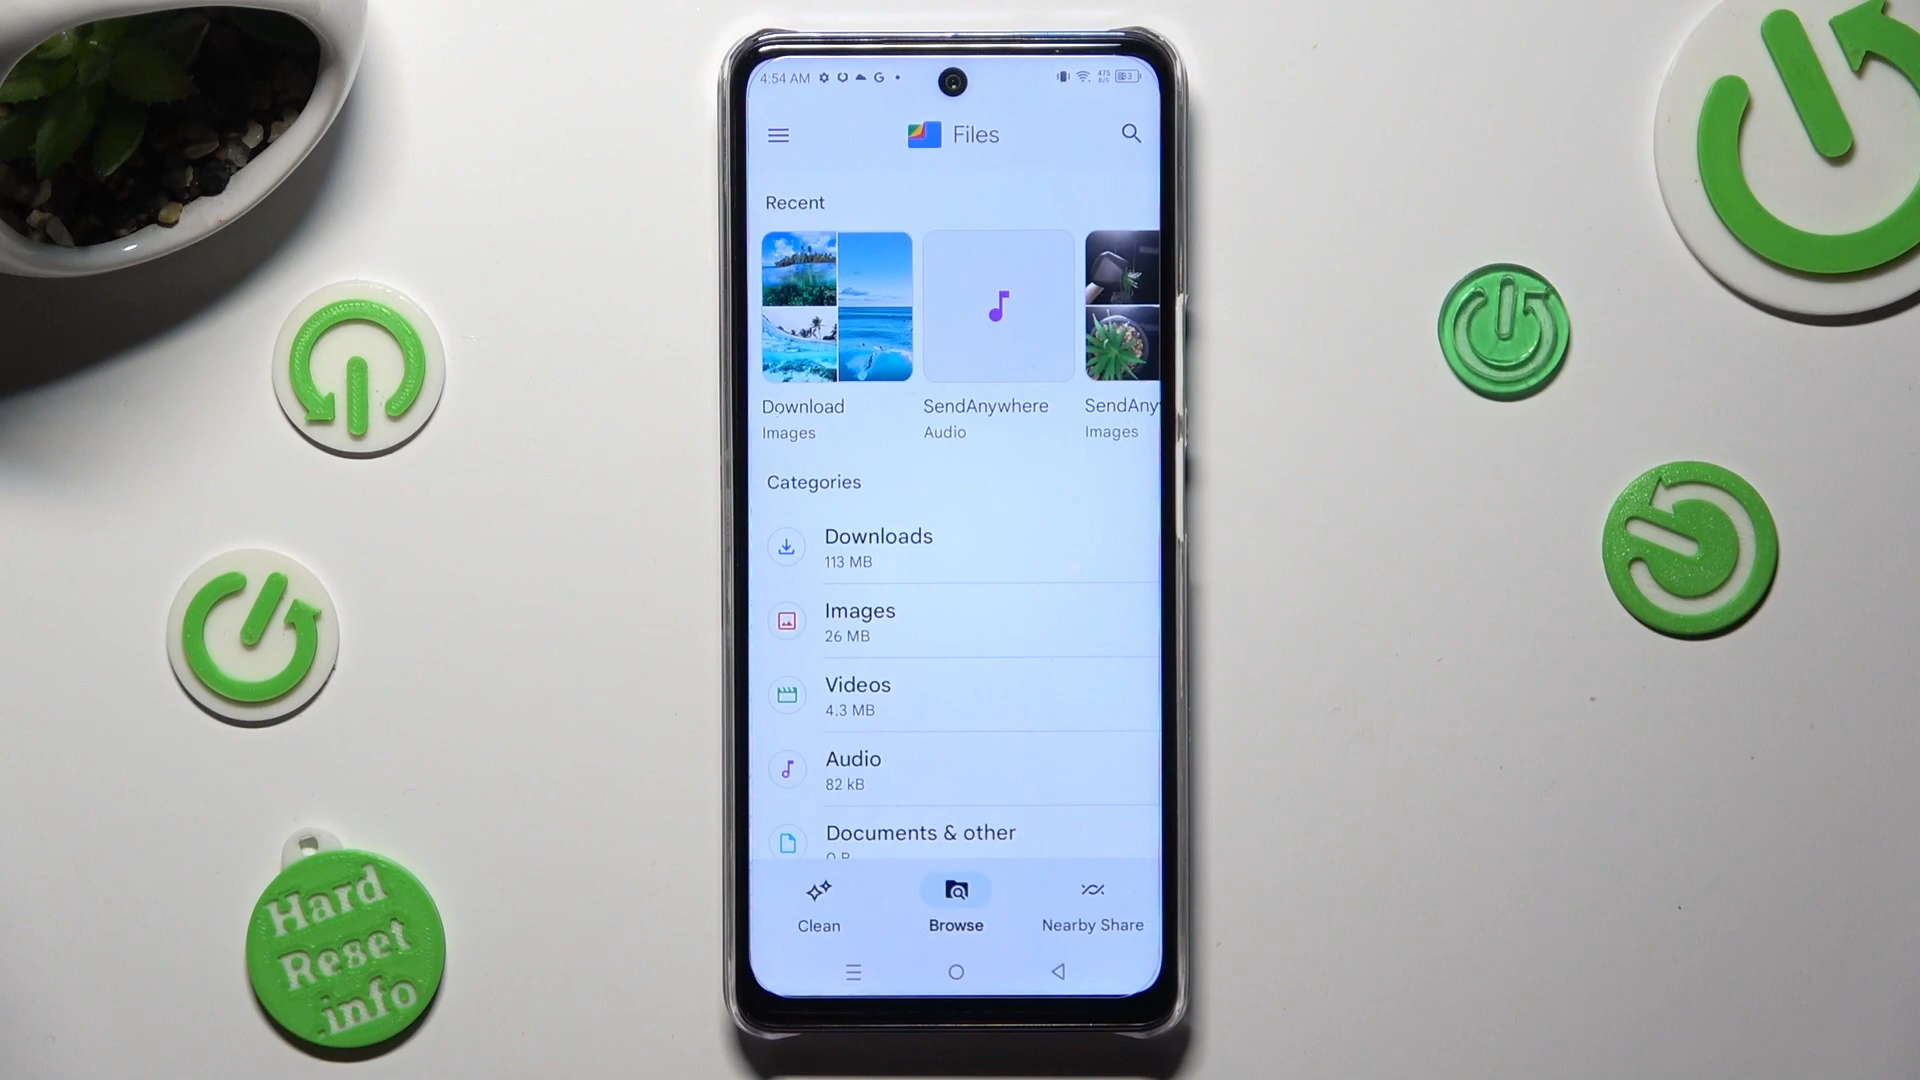 4:54 AM
Files
Recent
Download
Images
SendAnywhere
Audio
SendAny
Images
Categories
Downloads
113 MB
Images
26 MB
Videos
4.3 MB
Audio
82 kB
Documents & other
0 B
Clean
Browse
Nearby Share
Hard
Reset
.info